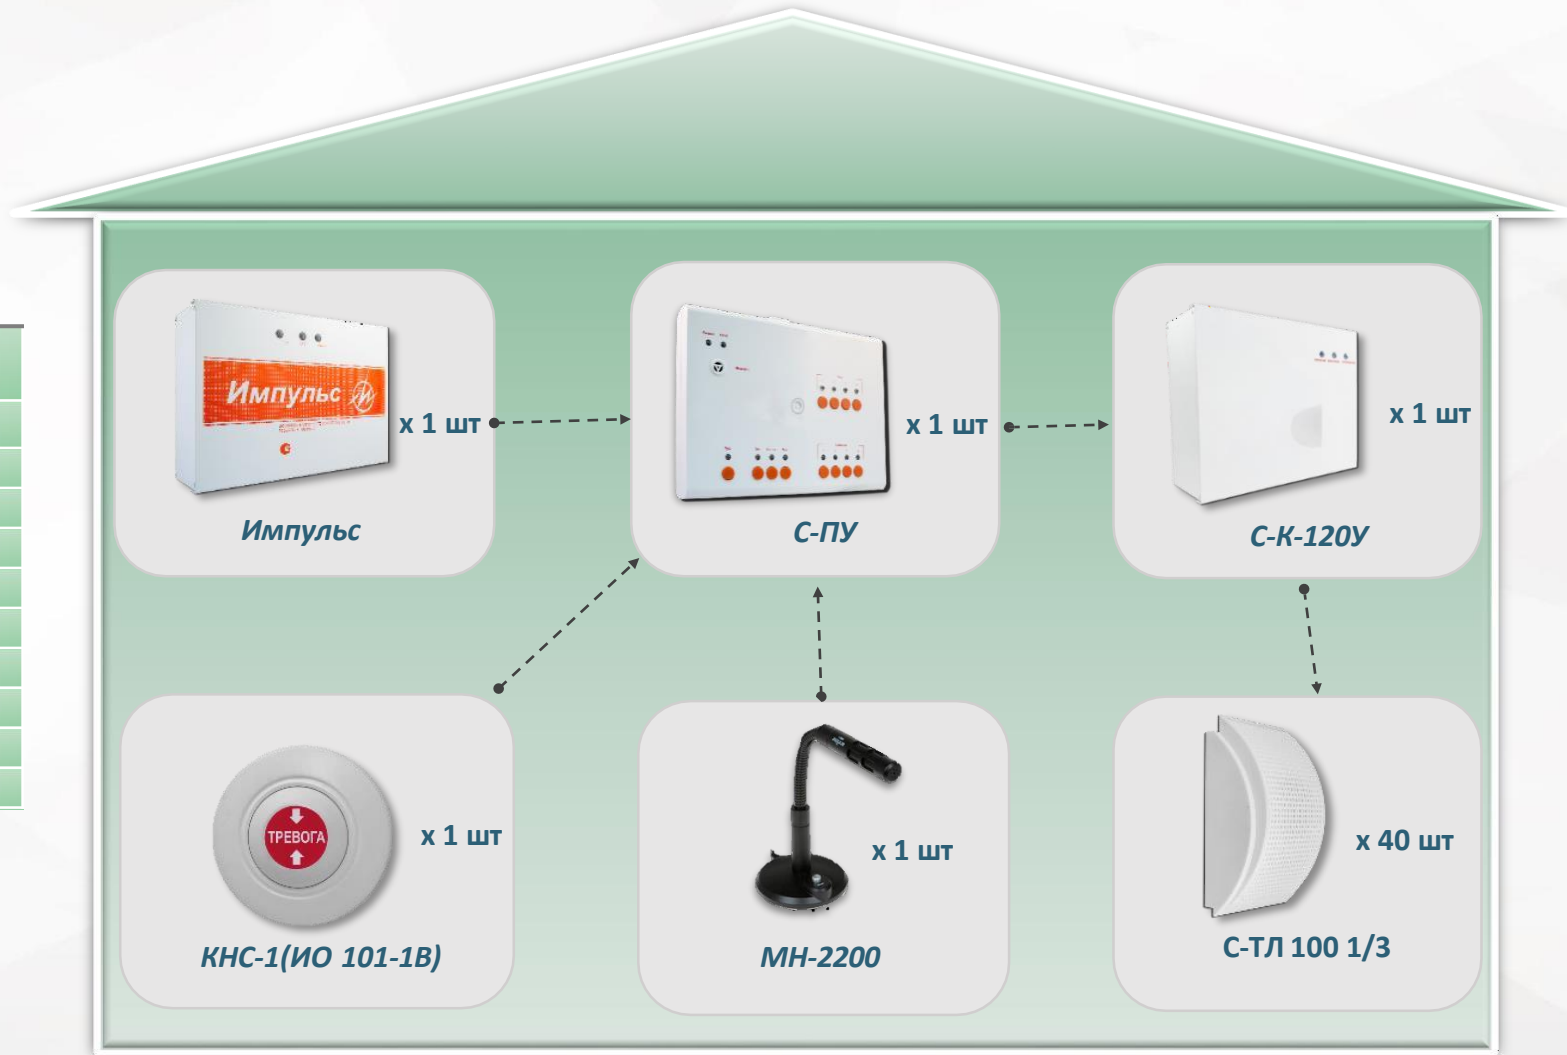 Импульс
х 1 шт
Импульс
х 1 шт
С-ПУ
х 1 шт
С-К-120У
ТРЕВОГА
х 1 шт
КНС-1(ИО 101-1В)
х 1 шт
МН-2200
х 40 шт
С-ТЛ 100 1/3